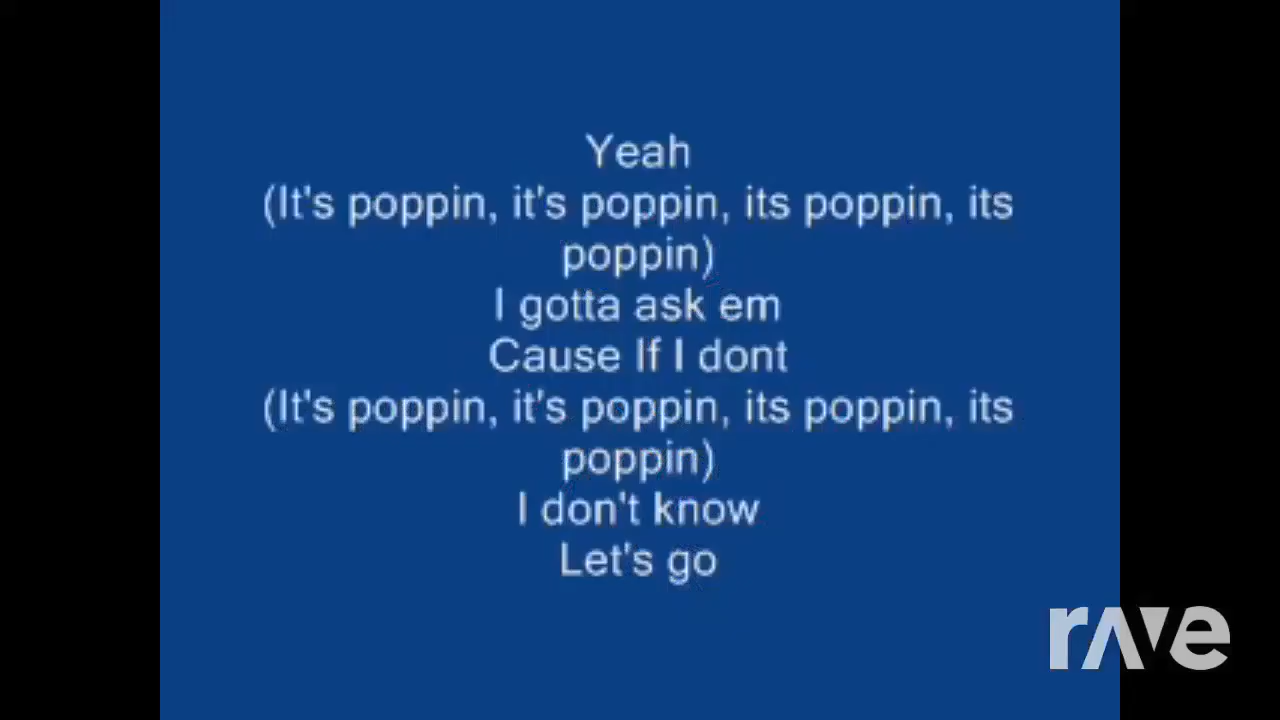 Yeah
(It's poppin, it's poppin, its poppin, its
poppin)
I gotta ask em
Cause If I dont
(It's poppin, it's poppin, its poppin, its
poppin)
I don't know
Let's go
rave